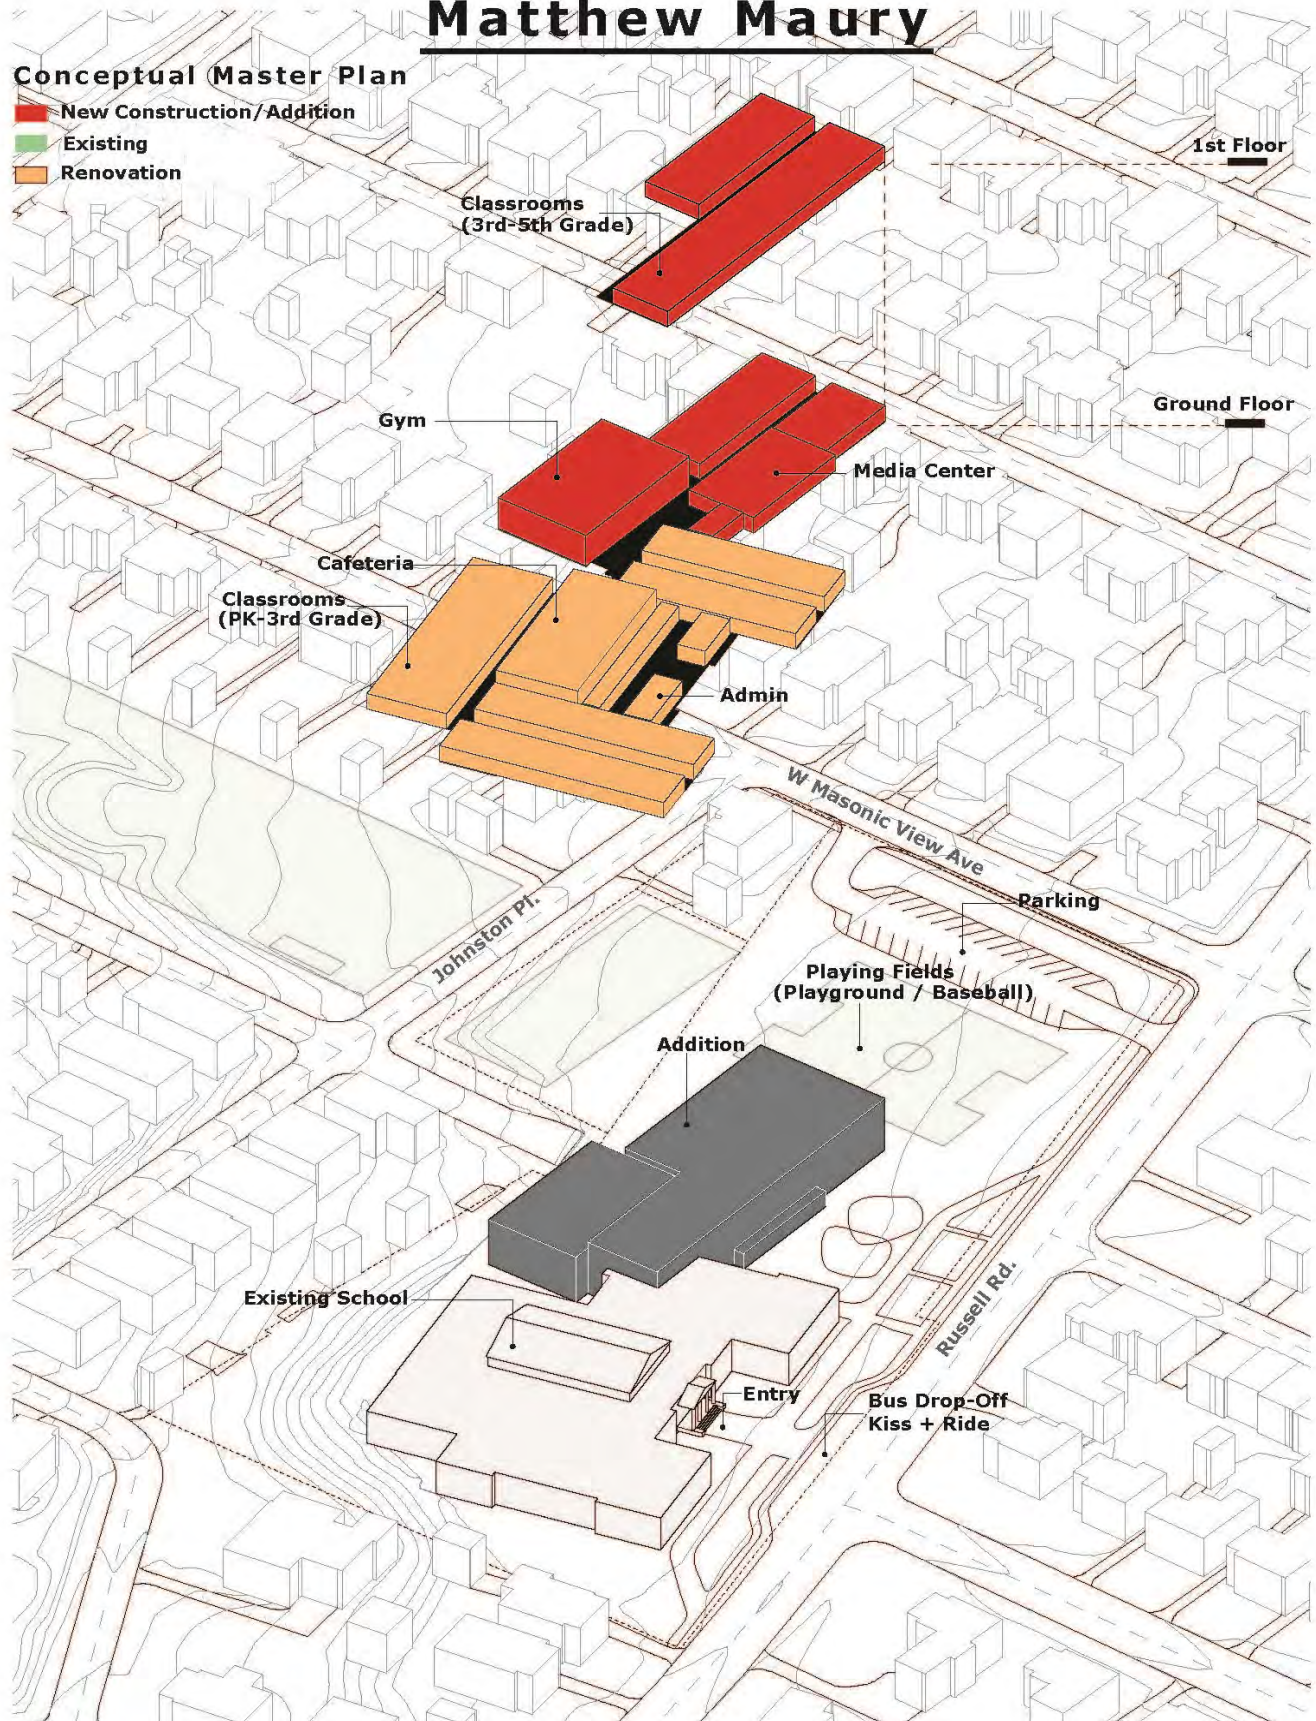 Matthew Maury
Conceptual Master Plan
New Construction/Addition
Existing
Renovation
1st Floor
Classrooms
(3rd-5th Grade)
Ground Floor
Gym
Media Center
Cafeteria
Classrooms
(PK-3rd Grade)
Admin
W Masonic View Ave
Parking
Johnston Pl.
Playing Fields
(Playground / Baseball)
Addition
Existing School
Russell Rd.
Entry
Bus Drop-Off
Kiss + Ride